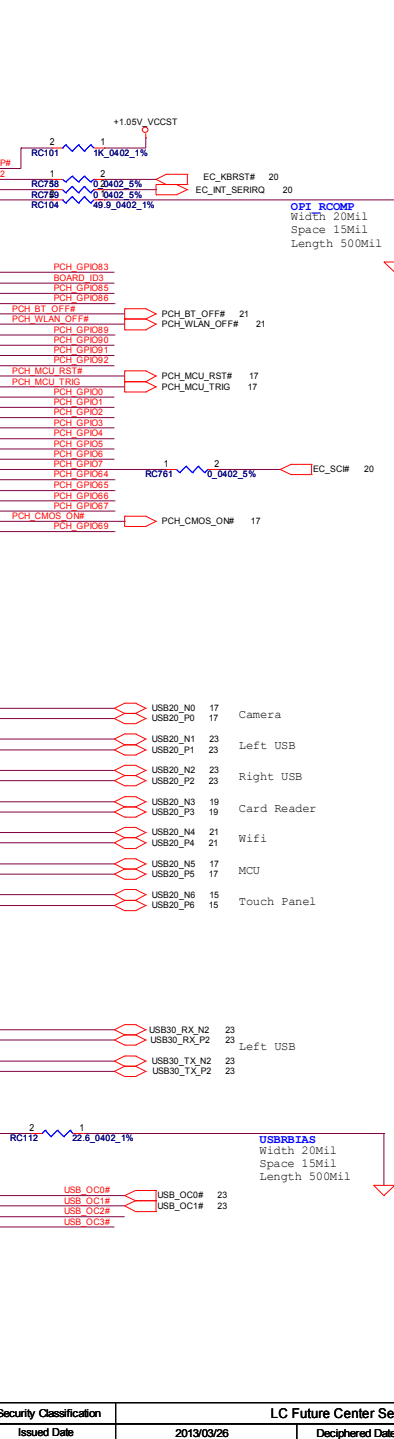 +1.05V_VCCST
2 1
RC101 1K_0402_1%
P#
2 1 2 EC_KBRST# 20
RC758 0_0402_5%
EC_INT_SERIRQ 20
RC759 0_0402_5%
RC104 49.9_0402_1%
OPI_RCOMP
Width 20Mil
Space 15Mil
Length 500Mil
PCH_GPIO83
BOARD_ID3
PCH_GPIO85
PCH_GPIO86
PCH_BT_OFF# PCH_BT_OFF# 21
PCH_WLAN_OFF# PCH_WLAN_OFF# 21
PCH_GPIO89
PCH_GPIO90
PCH_GPIO91
PCH_GPIO92
PCH_MCU_RST# PCH_MCU_RST# 17
PCH_MCU_TRIG PCH_MCU_TRIG 17
PCH_GPIO0
PCH_GPIO1
PCH_GPIO2
PCH_GPIO3
PCH_GPIO4
PCH_GPIO5
PCH_GPIO6
PCH_GPIO7 1 2 EC_SCI# 20
RC761 0_0402_5%
PCH_GPIO64
PCH_GPIO65
PCH_GPIO66
PCH_GPIO67
PCH_CMOS_ON# PCH_CMOS_ON# 17
PCH_GPIO69
USB20_N0 17
USB20_P0 17 Camera
USB20_N1 23
USB20_P1 23 Left USB
USB20_N2 23
USB20_P2 23 Right USB
USB20_N3 19
USB20_P3 19 Card Reader
USB20_N4 21
USB20_P4 21 Wifi
USB20_N5 17
USB20_P5 17 MCU
USB20_N6 15
USB20_P6 15 Touch Panel
USB30_RX_N2 23
USB30_RX_P2 23 Left USB
USB30_TX_N2 23
USB30_TX_P2 23
2 1
RC112 22.6_0402_1%
USBRBIAS
Width 20Mil
Space 15Mil
Length 500Mil
USB_OC0# USB_OC0# 23
USB_OC1# USB_OC1# 23
USB_OC2#
USB_OC3#
Security Classification LC Future Center Se
Issued Date 2013/03/26 Deciphered Date